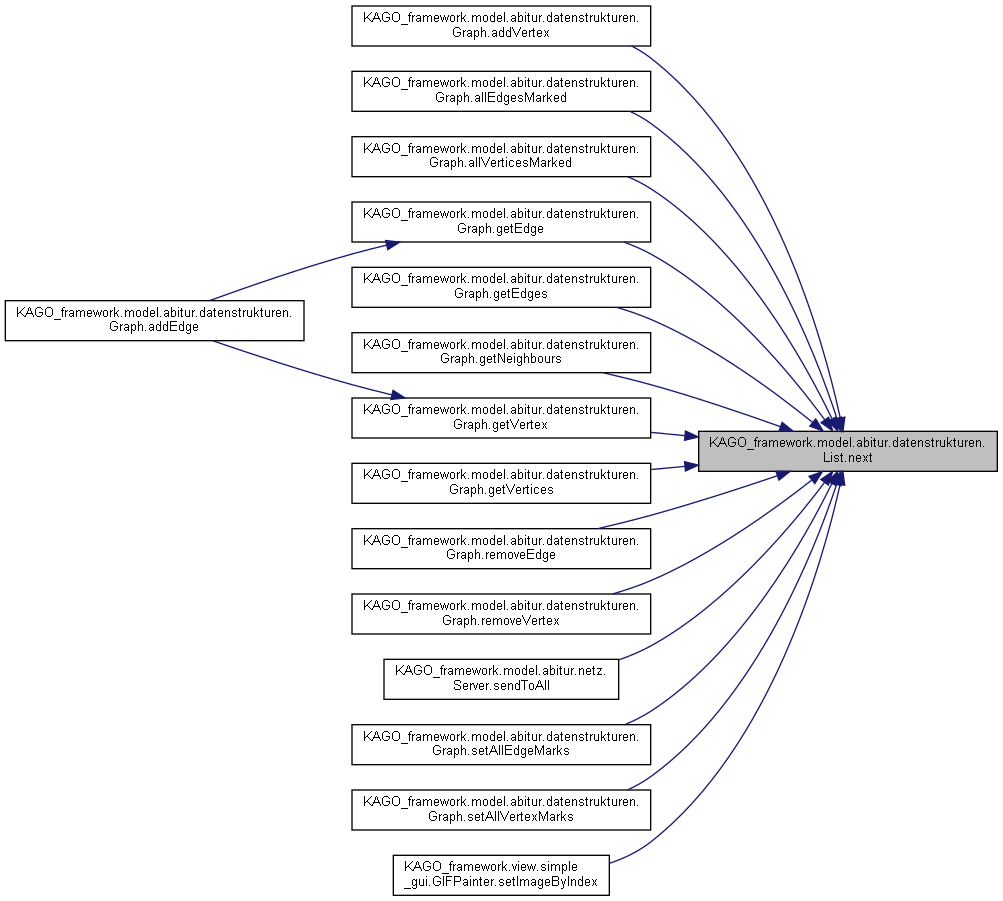 KAGO_framework.model.abitur.datenstrukturen.
Graph.addVertex
KAGO_framework.model.abitur.datenstrukturen.
Graph.allEdgesMarked
KAGO_framework.model.abitur.datenstrukturen.
Graph.allVerticesMarked
KAGO_framework.model.abitur.datenstrukturen.
Graph.getEdge
KAGO_framework.model.abitur.datenstrukturen.
Graph.getEdges
KAGO_framework.model.abitur.datenstrukturen.
Graph.addEdge
KAGO_framework.model.abitur.datenstrukturen.
Graph.getNeighbours
KAGO_framework.model.abitur.datenstrukturen.
Graph.getVertex
KAGO_framework.model.abitur.datenstrukturen.
List.next
KAGO_framework.model.abitur.datenstrukturen.
Graph.getVertices
KAGO_framework.model.abitur.datenstrukturen.
Graph.removeEdge
KAGO_framework.model.abitur.datenstrukturen.
Graph.removeVertex
KAGO_framework.model.abitur.netz.
Server.sendToAll
KAGO_framework.model.abitur.datenstrukturen.
Graph.setAllEdgeMarks
KAGO_framework.model.abitur.datenstrukturen.
Graph.setAllVertexMarks
KAGO_framework.view.simple
_gui.GIFPainter.setImageByIndex